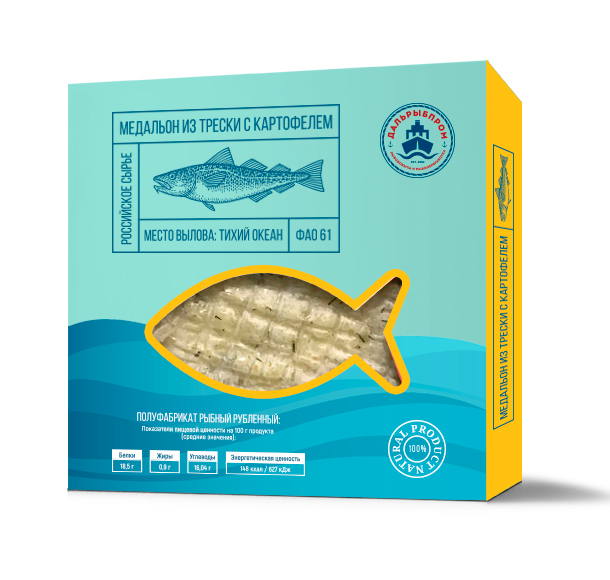 МЕДАЛЬОН ИЗ ТРЕСКИ С КАРТОФЕЛЕМ
РОССИЙСКОЕ СЫРЬЕ
МЕСТО ВЫЛОВА: ТИХИЙ ОКЕАН
ФАО 61
ДАЛЬРЫБПРОМ
ПОЛУФАБРИКАТ РЫБНЫЙ РУБЛЕННЫЙ:
Показатели пищевой ценности на 100 г продукта
(средние значения):
Белки Жиры Углеводы Энергетическая ценность
18,5 г 0,9 г 16,04 г 148 ккал / 627 кДж
NATURAL PRODUCT
100%
МЕДАЛЬОН ИЗ ТРЕСКИ С КАРТОФЕЛЕМ